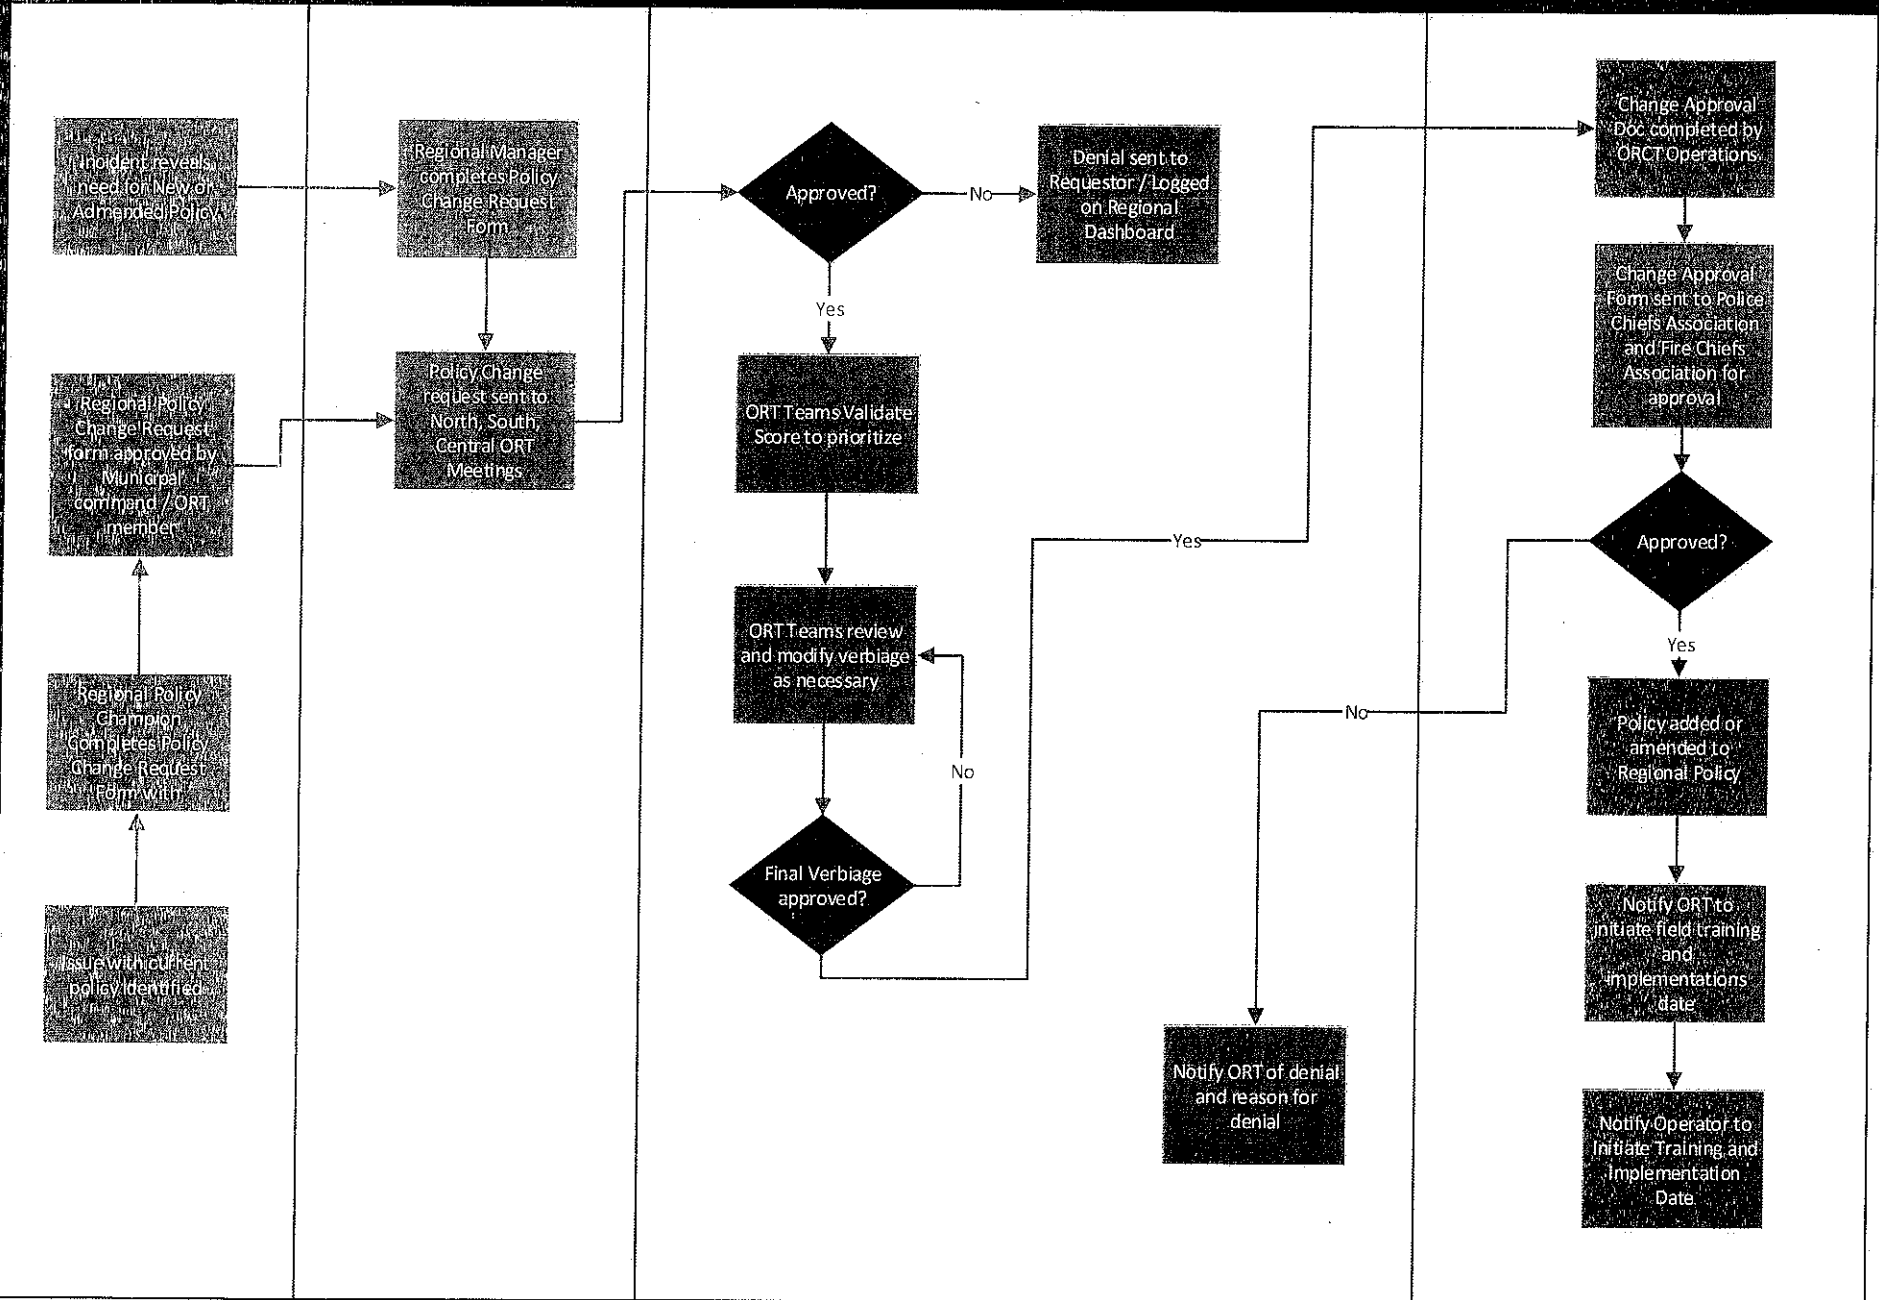 Incident reveals
need for New or
Admended Policy
Regional Policy
Change Request
form approved by
Municipal
command / ORT
member
Regional Policy
Champion
Completes Policy
Change Request
Form with
Issue with current
policy identified
Regional Manager
completes Policy
Change Request
Form
Policy Change
request sent to
North, South,
Central ORT
Meetings
Approved?
No
Denial sent to
Requestor / Logged
on Regional
Dashboard
Yes
ORT Teams Validate
Score to prioritize
ORT Teams review
and modify verbiage
as necessary
No
Final Verbiage
approved?
Yes
Change Approval
Doc completed by
ORCT Operations
Change Approval
Form sent to Police
Chiefs Association
and Fire Chiefs
Association for
approval
Approved?
No
Notify ORT of denial
and reason for
denial
Yes
Policy added or
amended to
Regional Policy
Notify ORT to
initiate field training
and
implementations
date
Notify Operator to
Initiate Training and
Implementation
Date